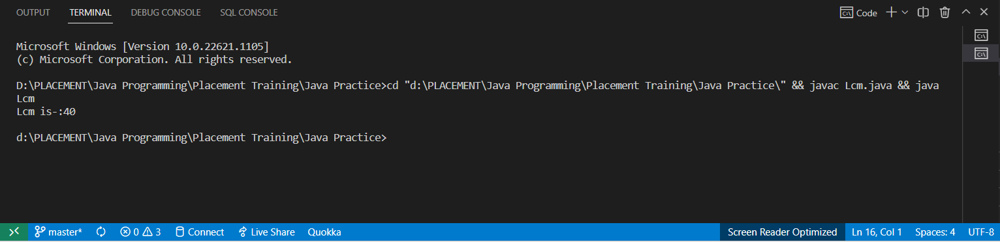 OUTPUT TERMINAL DEBUG CONSOLE SQL CONSOLE Code
Microsoft Windows [Version 10.0.22621.1105]
(c) Microsoft Corporation. All rights reserved.
D:\PLACEMENT\Java Programming\Placement Training\Java Practice>cd "d:\PLACEMENT\Java Programming\Placement Training\Java Practice\" && javac Lcm.java && java
Lcm
Lcm is-:40
d:\PLACEMENT\Java Programming\Placement Training\Java Practice>
master* 0 3 Connect Live Share Quokka Screen Reader Optimized Ln 16, Col 1 Spaces: 4 UTF-8